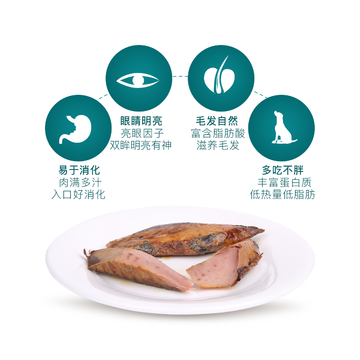 眼睛明亮
亮眼因子
双眸明亮有神
毛发自然
富含脂肪酸
滋养毛发
易于消化
肉满多汁
入口好消化
多吃不胖
丰富蛋白质
低热量低脂肪